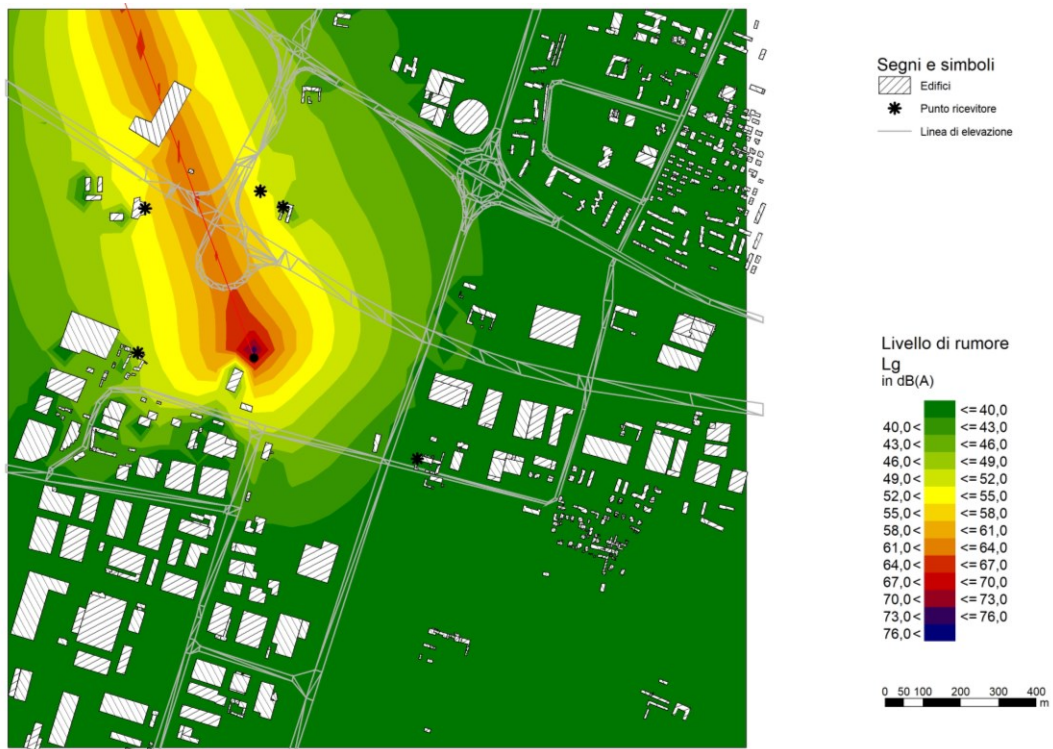 Segni e simboli
Edifici
Punto ricevitore
Linea di elevazione
Livello di rumore
Lg
in dB(A)
<= 40,0
40,0 < <= 43,0
43,0 < <= 46,0
46,0 < <= 49,0
49,0 < <= 52,0
52,0 < <= 55,0
55,0 < <= 58,0
58,0 < <= 61,0
61,0 < <= 64,0
64,0 < <= 67,0
67,0 < <= 70,0
70,0 < <= 73,0
73,0 < <= 76,0
76,0 <
0 50 100 200 300 400
m